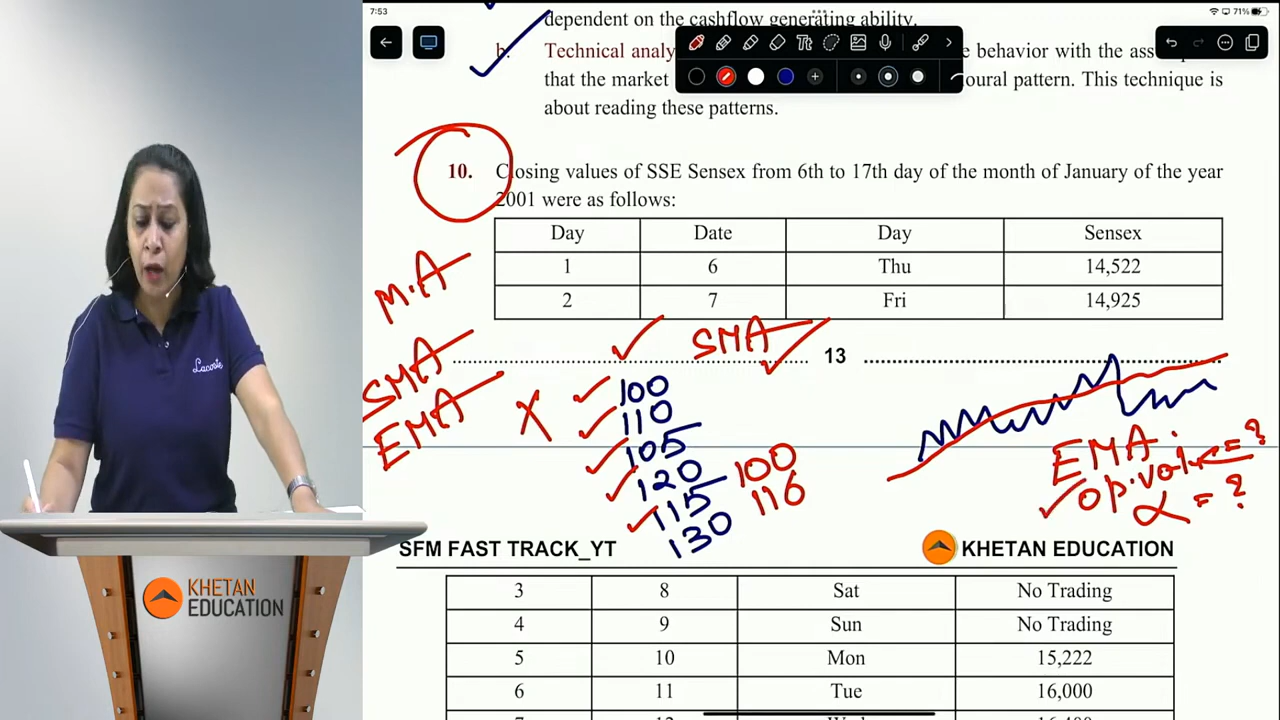 7:53
71%
dependent on the cashflow generating ability.
b. Technical analy e behavior with the ass
that the market oural pattern. This technique is
about reading these patterns.
10. Closing values of SSE Sensex from 6th to 17th day of the month of January of the year
2001 were as follows:
Day Date Day Sensex
1 6 Thu 14,522
2 7 Fri 14,925
M.A
SMA
EMA
SMA
13
100
110
105
120
115
130
100
116
EMA
op.value = ?
α = ?
Lacoste
SFM FAST TRACK_YT
KHETAN EDUCATION
3 8 Sat No Trading
4 9 Sun No Trading
5 10 Mon 15,222
6 11 Tue 16,000
KHETAN
EDUCATION